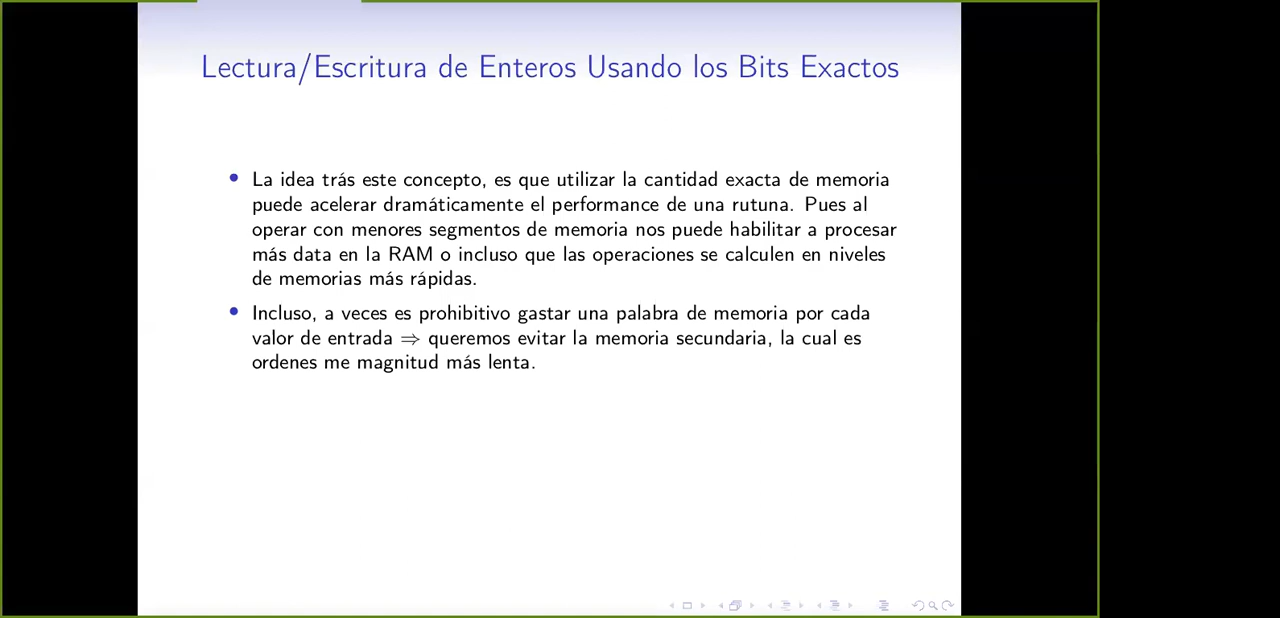 Lectura/Escritura de Enteros Usando los Bits Exactos
• La idea trás este concepto, es que utilizar la cantidad exacta de memoria
puede acelerar dramáticamente el performance de una rutuna. Pues al
operar con menores segmentos de memoria nos puede habilitar a procesar
más data en la RAM o incluso que las operaciones se calculen en niveles
de memorias más rápidas.
• Incluso, a veces es prohibitivo gastar una palabra de memoria por cada
valor de entrada ⇒ queremos evitar la memoria secundaria, la cual es
ordenes me magnitud más lenta.